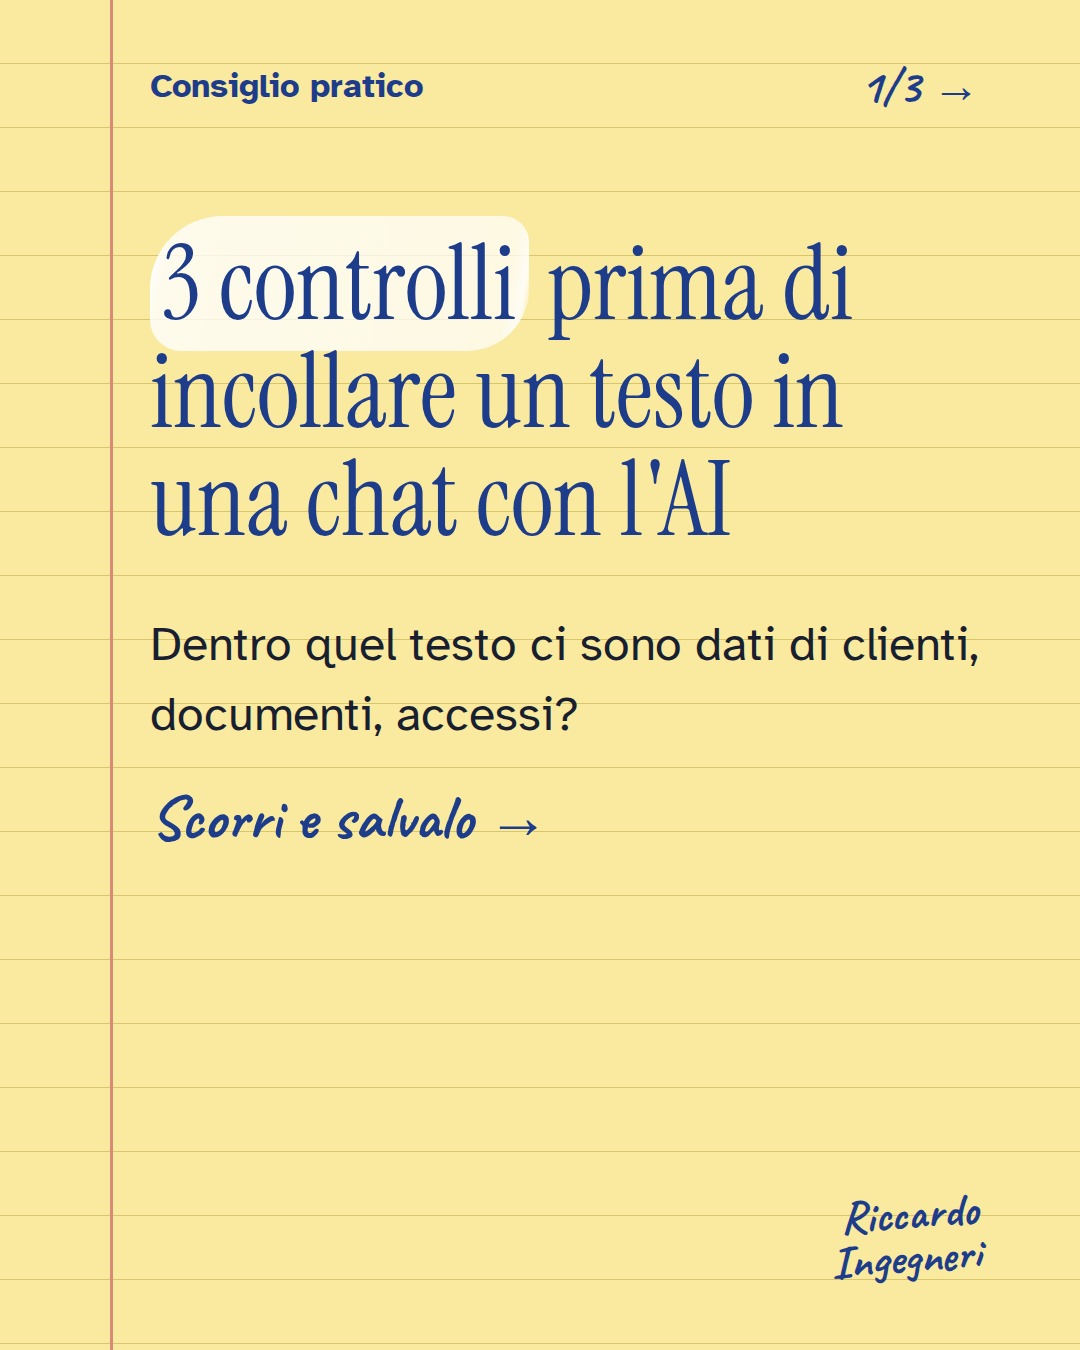 Consiglio pratico
1/3 →
3 controlli prima di
incollare un testo in
una chat con l'AI
Dentro quel testo ci sono dati di clienti,
documenti, accessi?
Scorri e salvalo →
Riccardo
Ingegneri